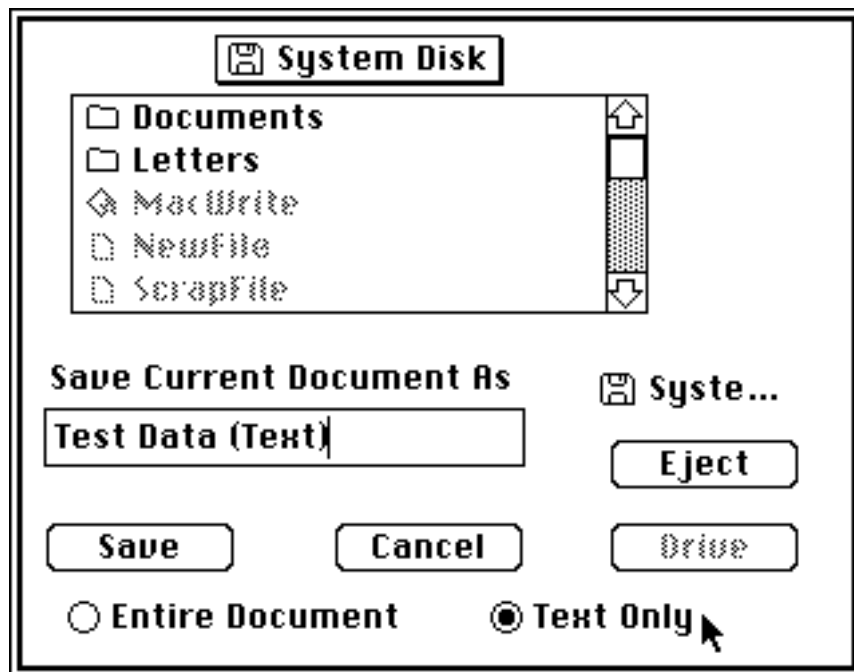 System Disk
Documents
Letters
MacWrite
NewFile
ScrapFile
Save Current Document As
Syste...
Test Data (Text)
Eject
Save
Cancel
Drive
Entire Document
Text Only